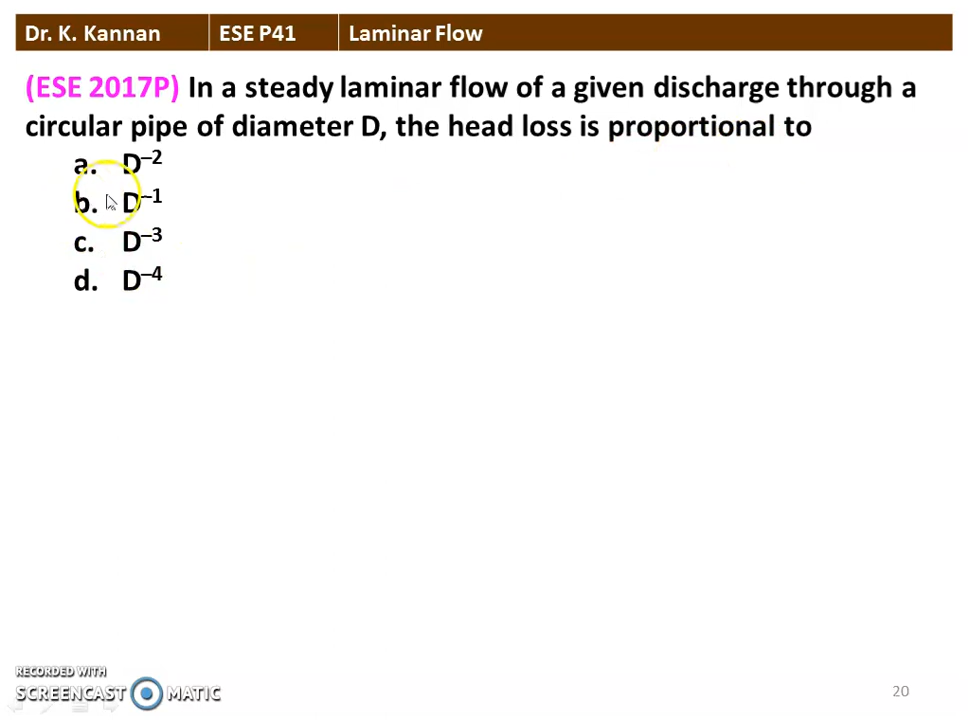 Dr. K. Kannan ESE P41 Laminar Flow
(ESE 2017P) In a steady laminar flow of a given discharge through a
circular pipe of diameter D, the head loss is proportional to
a. D–2
b. D–1
c. D–3
d. D–4
RECORDED WITH
SCREENCAST MATIC
20